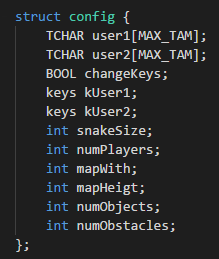 struct config {
TCHAR user1[MAX_TAM];
TCHAR user2[MAX_TAM];
BOOL changeKeys;
keys kUser1;
keys kUser2;
int snakeSize;
int numPlayers;
int mapWith;
int mapHeigt;
int numObjects;
int numObstacles;
};